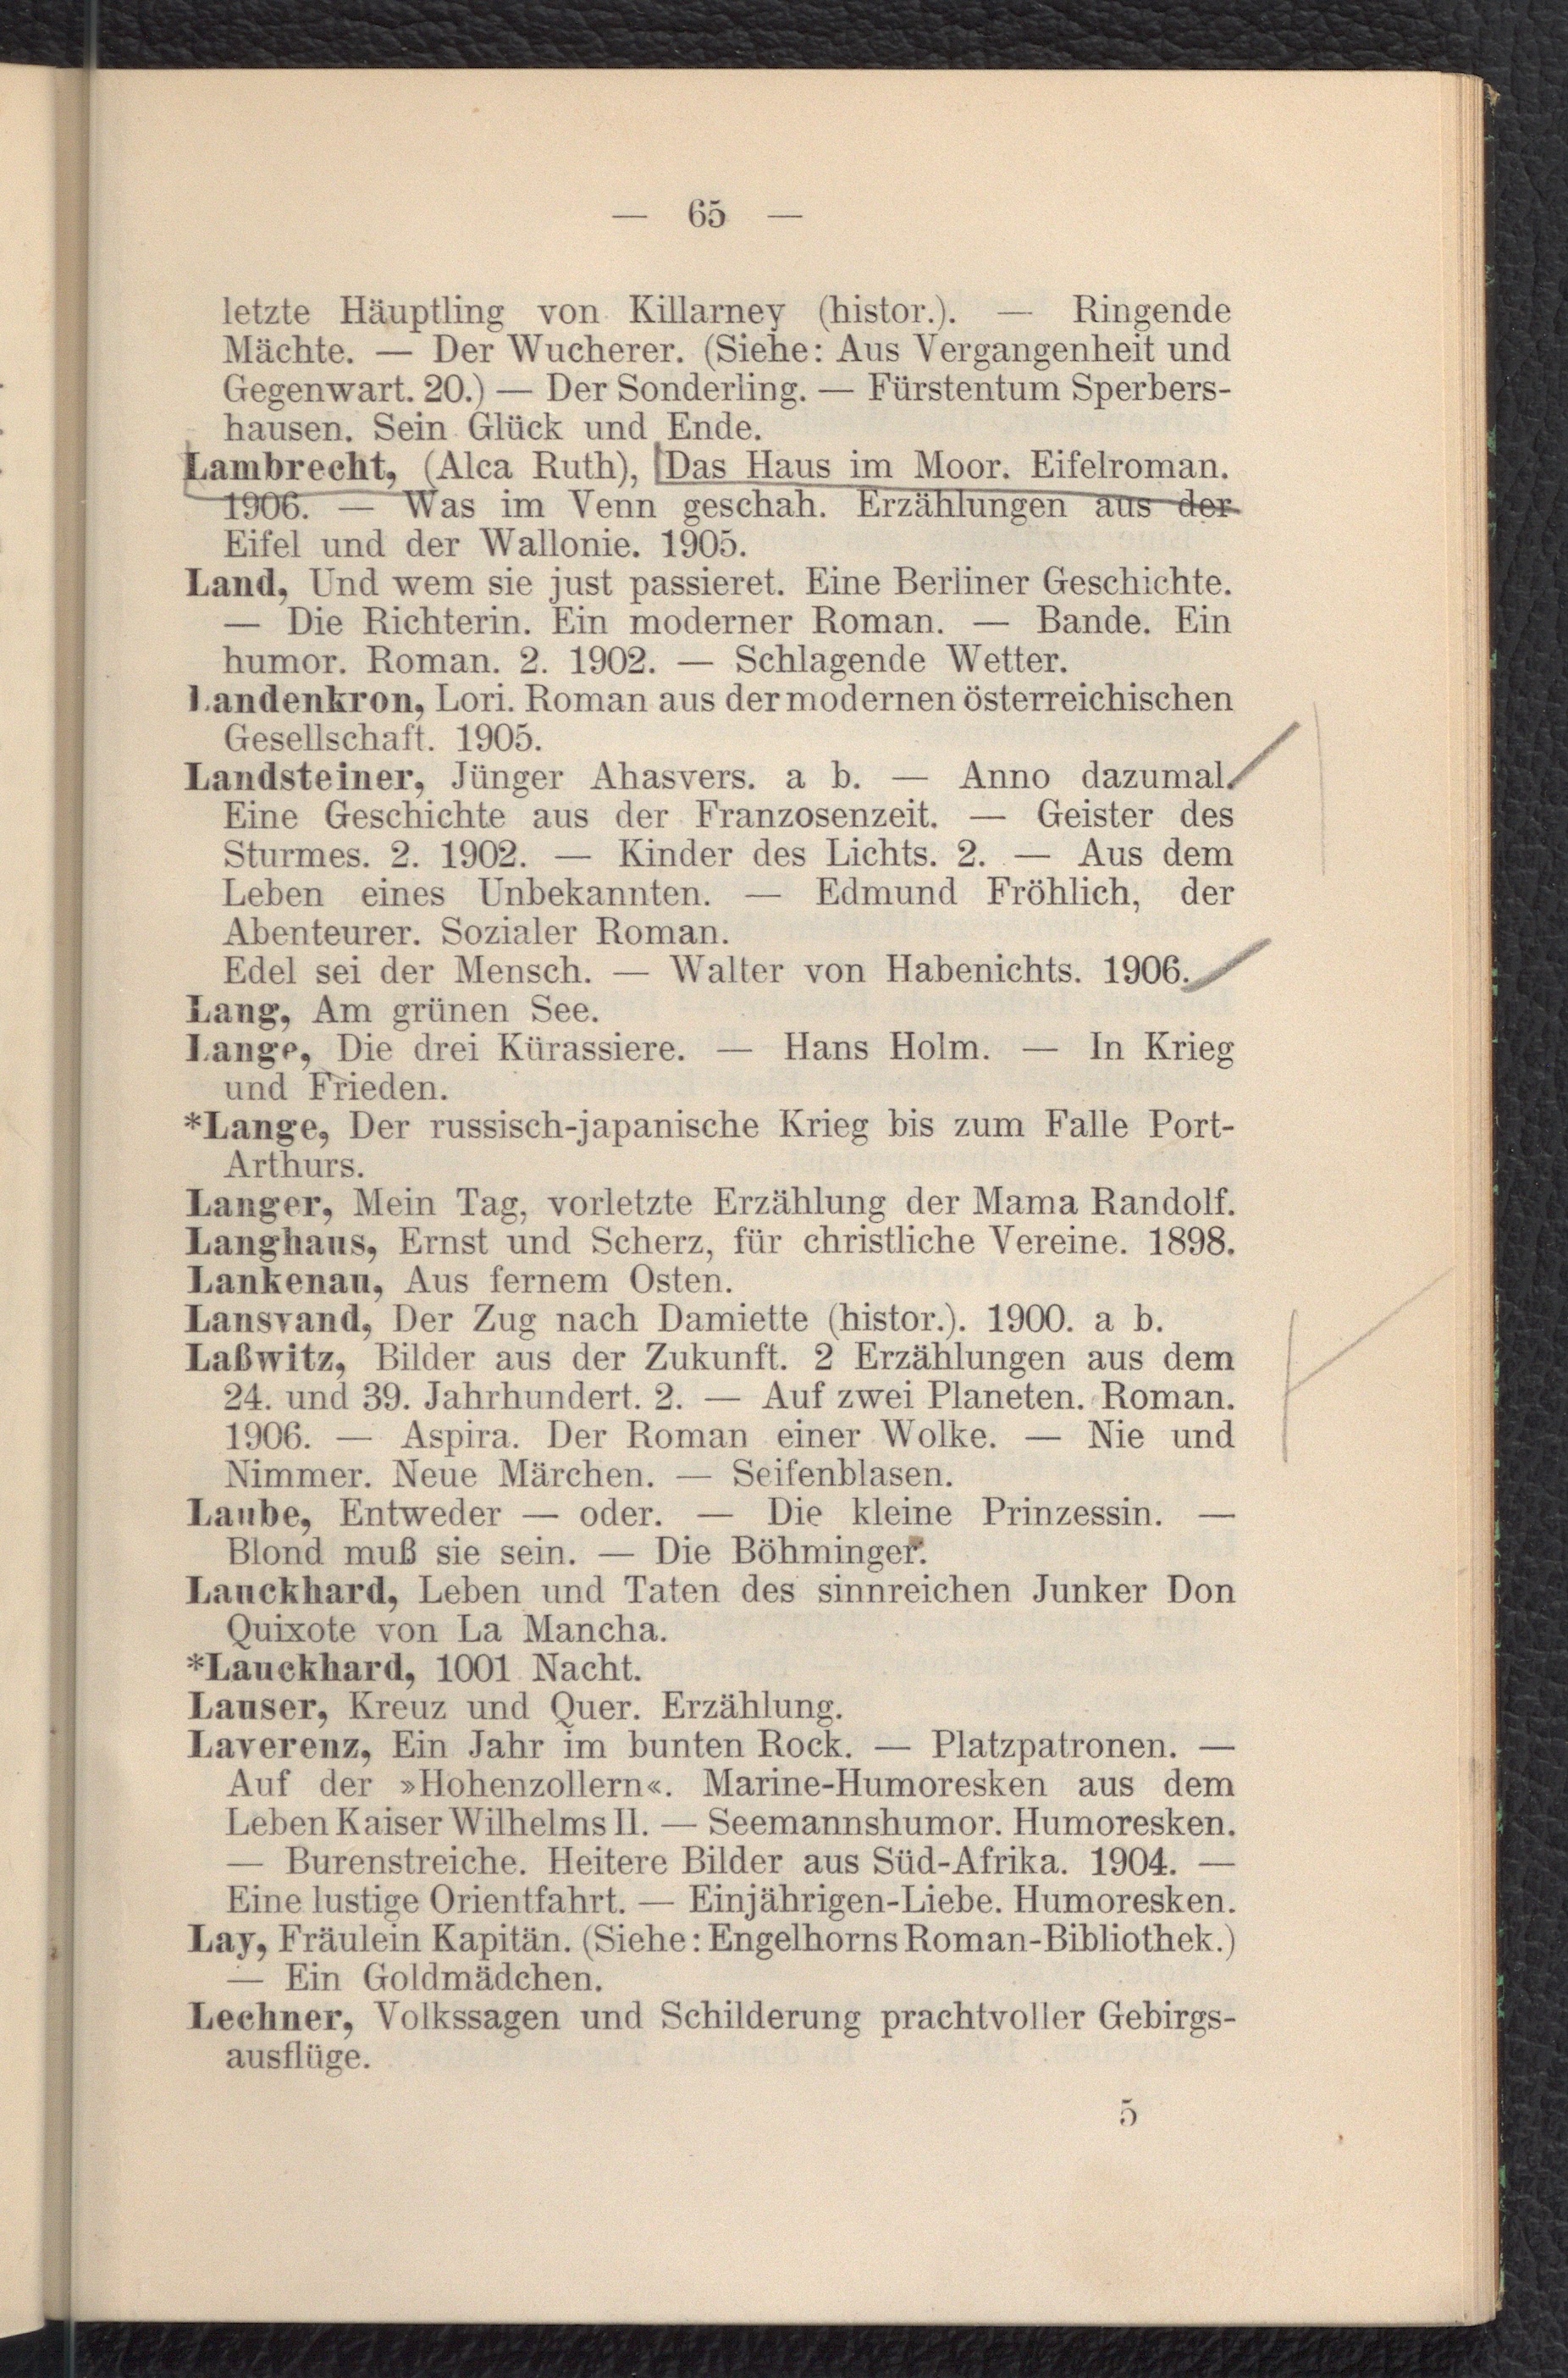 — 65 —
letzte Häuptling von Killarney (histor.). — Ringende
Mächte. — Der Wucherer. (Siehe: Aus Vergangenheit und
Gegenwart. 20.) — Der Sonderling. — Fürstentum Sperbers-
hausen. Sein Glück und Ende.
Lambrecht, (Alca Ruth), Das Haus im Moor. Eifelroman.
1906. — Was im Venn geschah. Erzählungen aus der
Eifel und der Wallonie. 1905.
Land, Und wem sie just passieret. Eine Berliner Geschichte.
— Die Richterin. Ein moderner Roman. — Bande. Ein
humor. Roman. 2. 1902. — Schlagende Wetter.
Landenkron, Lori. Roman aus der modernen österreichischen
Gesellschaft. 1905.
Landsteiner, Jünger Ahasvers. a b. — Anno dazumal.
Eine Geschichte aus der Franzosenzeit. — Geister des
Sturmes. 2. 1902. — Kinder des Lichts. 2. — Aus dem
Leben eines Unbekannten. — Edmund Fröhlich, der
Abenteurer. Sozialer Roman.
Edel sei der Mensch. — Walter von Habenichts. 1906.
Lang, Am grünen See.
Lange, Die drei Kürassiere. — Hans Holm. — In Krieg
und Frieden.
*Lange, Der russisch-japanische Krieg bis zum Falle Port-
Arthurs.
Langer, Mein Tag, vorletzte Erzählung der Mama Randolf.
Langhaus, Ernst und Scherz, für christliche Vereine. 1898.
Lankenau, Aus fernem Osten.
Lansvand, Der Zug nach Damiette (histor.). 1900. a b.
Laßwitz, Bilder aus der Zukunft. 2 Erzählungen aus dem
24. und 39. Jahrhundert. 2. — Auf zwei Planeten. Roman.
1906. — Aspira. Der Roman einer Wolke. — Nie und
Nimmer. Neue Märchen. — Seifenblasen.
Laube, Entweder — oder. — Die kleine Prinzessin. —
Blond muß sie sein. — Die Böhminger.
Lauckhard, Leben und Taten des sinnreichen Junker Don
Quixote von La Mancha.
*Lauckhard, 1001 Nacht.
Lauser, Kreuz und Quer. Erzählung.
Laverenz, Ein Jahr im bunten Rock. — Platzpatronen. —
Auf der »Hohenzollern«. Marine-Humoresken aus dem
Leben Kaiser Wilhelms II. — Seemannshumor. Humoresken.
— Burenstreiche. Heitere Bilder aus Süd-Afrika. 1904. —
Eine lustige Orientfahrt. — Einjährigen-Liebe. Humoresken.
Lay, Fräulein Kapitän. (Siehe: Engelhorns Roman-Bibliothek.)
— Ein Goldmädchen.
Lechner, Volkssagen und Schilderung prachtvoller Gebirgs-
ausflüge.
5